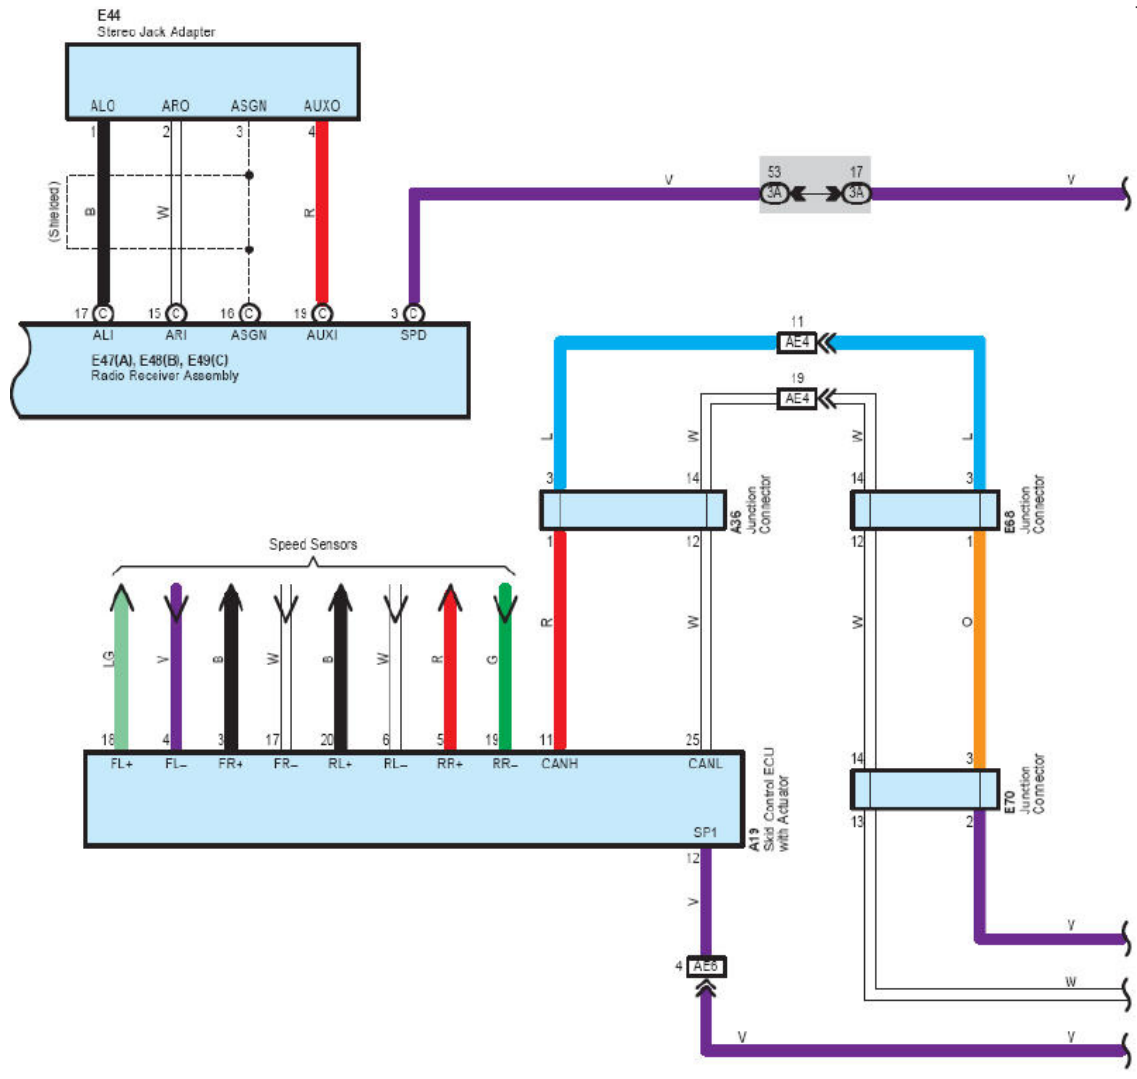 E44
Stereo Jack Adapter
ALO ARO ASGN AUXO
1 2 3 4
(Shielded)
B W R
17 C 15 C 16 C 19 C 3 C
ALI ARI ASGN AUXI SPD
E47(A), E48(B), E49(C)
Radio Receiver Assembly
V
53 17
3A 3A
V
11
AE4
19
AE4
L W W L
3 14
A36
Junction
Connector
1 12
14 3
E68
Junction
Connector
12 1
Speed Sensors
LG V B W B W R G R W W O
18 4 3 17 20 6 5 19 11 25
FL+ FL– FR+ FR– RL+ RL– RR+ RR– CANH CANL
SP1
A19
Skid Control ECU
with Actuator
14 3
E70
Junction
Connector
13 2
12
V
4 AE6
V
W
V V